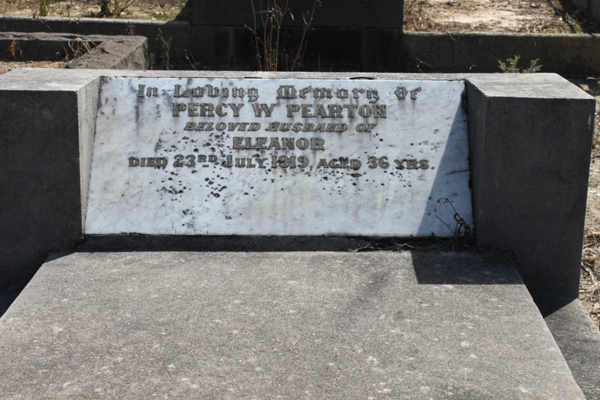 In Loving Memory Of
PERCY W PEARTON
BELOVED HUSBAND OF
ELEANOR
DIED 23RD JULY 1919, AGED 36 YRS